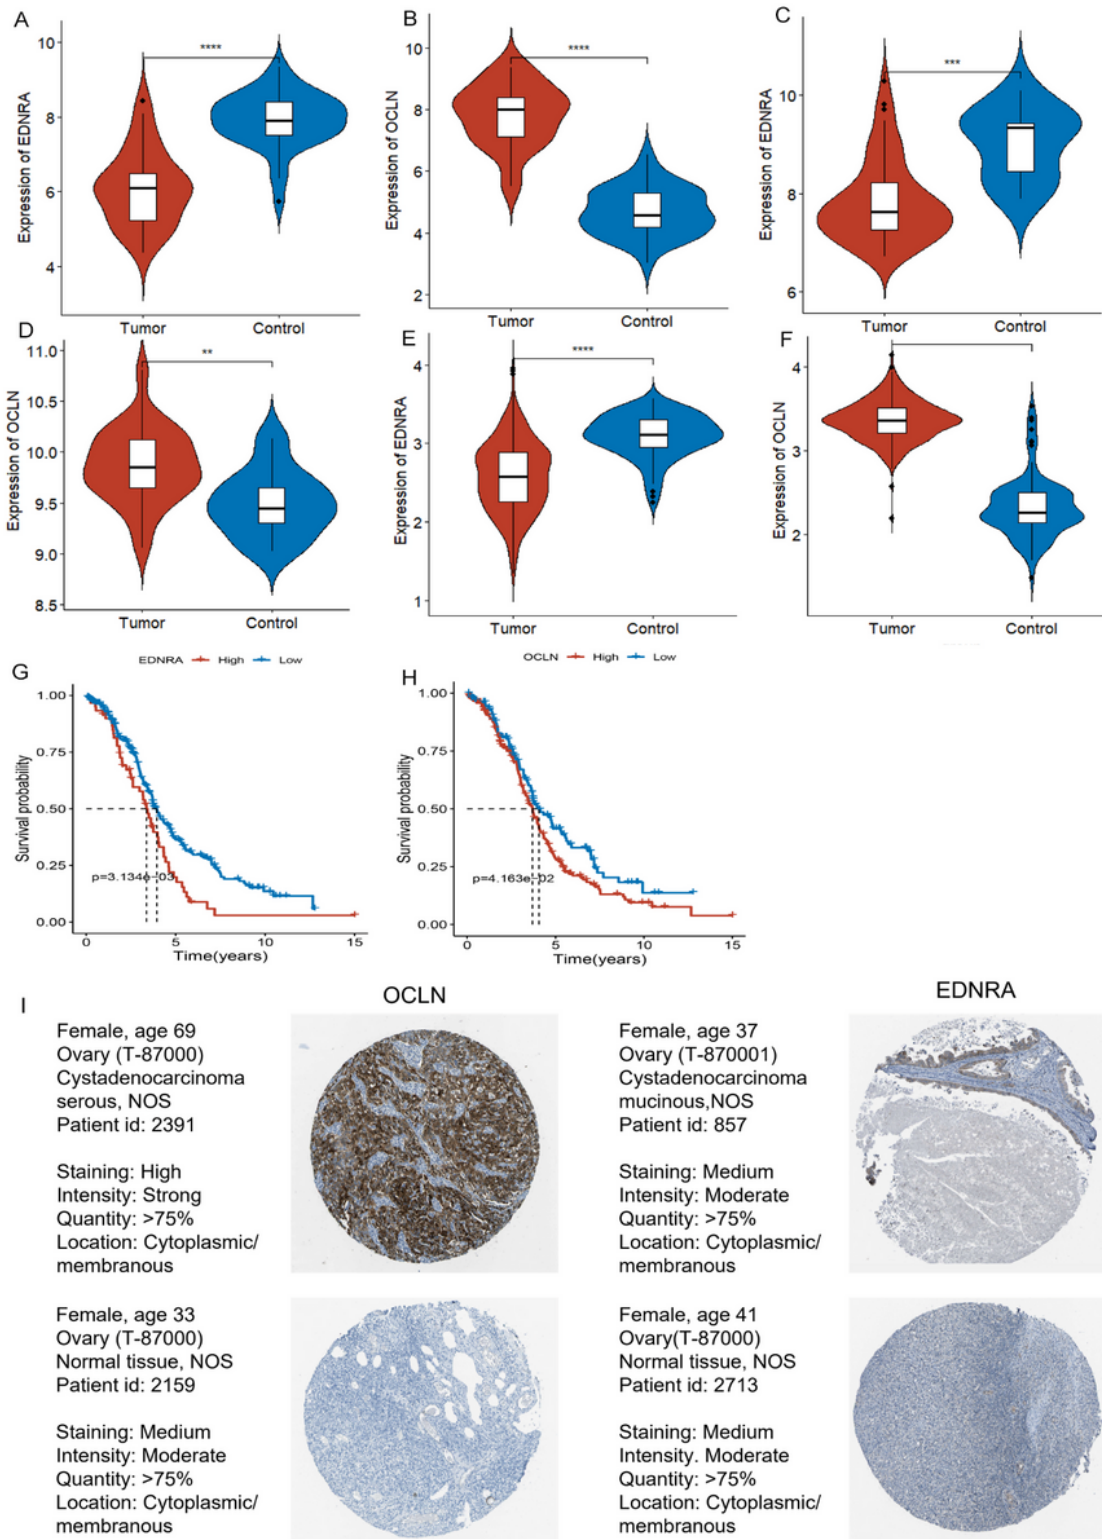 A
B
C
10
8
6
4
Expression of EDNRA
****
Tumor
Control
10
8
6
4
2
Expression of OCLN
****
Tumor
Control
10
8
6
Expression of EDNRA
***
Tumor
Control
D
E
F
11.0
10.5
10.0
9.5
9.0
8.5
Expression of OCLN
**
Tumor
Control
4
3
2
1
Expression of EDNRA
****
Tumor
Control
4
3
2
Expression of OCLN
Tumor
Control
G
EDNRA High Low
1.00
0.75
0.50
0.25
0.00
Survival probability
p=3.134e-03
0 5 10 15
Time(years)
H
OCLN High Low
1.00
0.75
0.50
0.25
0.00
Survival probability
p=4.163e-02
0 5 10 15
Time(years)
I
OCLN
EDNRA
Female, age 69
Ovary (T-87000)
Cystadenocarcinoma
serous, NOS
Patient id: 2391
Staining: High
Intensity: Strong
Quantity: >75%
Location: Cytoplasmic/
membranous
Female, age 37
Ovary (T-870001)
Cystadenocarcinoma
mucinous,NOS
Patient id: 857
Staining: Medium
Intensity: Moderate
Quantity: >75%
Location: Cytoplasmic/
membranous
Female, age 33
Ovary (T-87000)
Normal tissue, NOS
Patient id: 2159
Staining: Medium
Intensity: Moderate
Quantity: >75%
Location: Cytoplasmic/
membranous
Female, age 41
Ovary(T-87000)
Normal tissue, NOS
Patient id: 2713
Staining: Medium
Intensity. Moderate
Quantity: >75%
Location: Cytoplasmic/
membranous